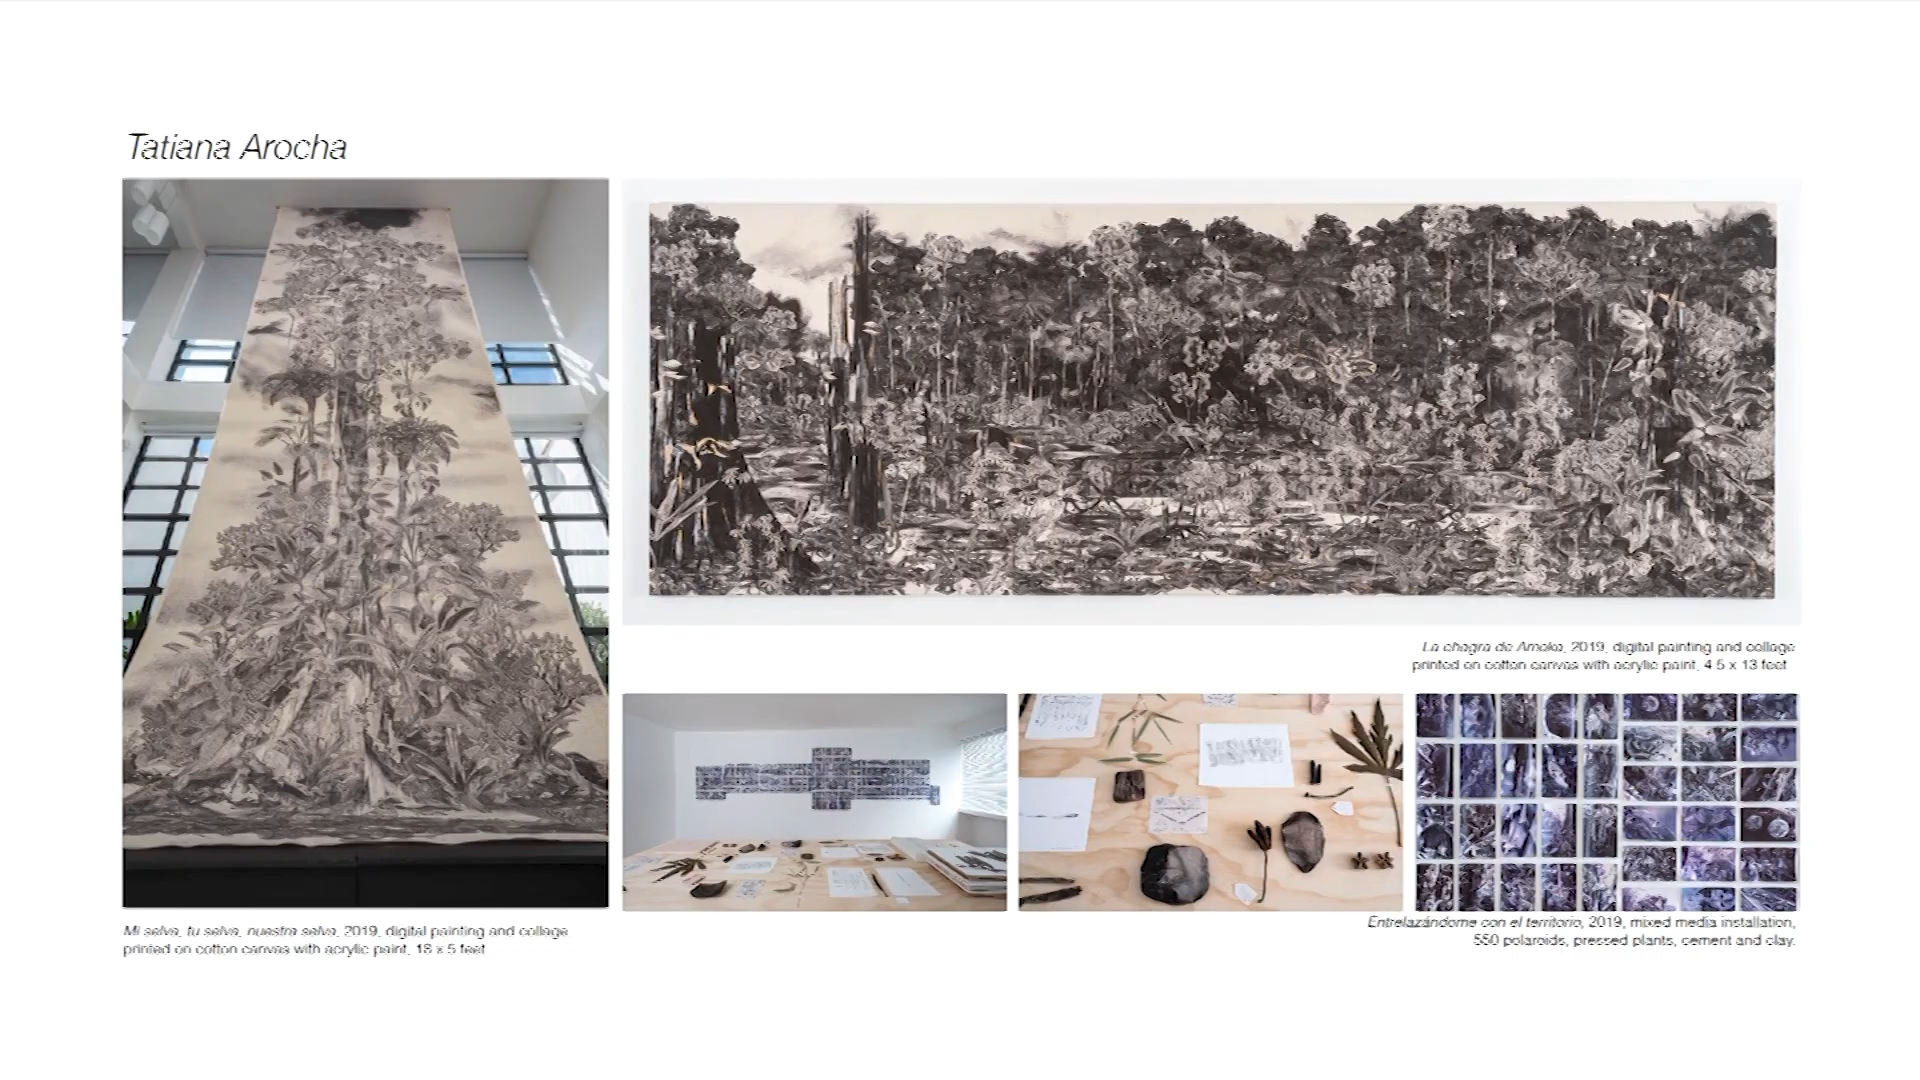 Tatiana Arocha
La chagra de Amelia, 2019, digital painting and collage
printed on cotton canvas with acrylic paint, 4.5 x 13 feet
Mi selva, tu selva, nuestra selva, 2019, digital painting and collage
printed on cotton canvas with acrylic paint, 18 x 5 feet
Entrelazándome con el territorio, 2019, mixed media installation,
550 polaroids, pressed plants, cement and clay.